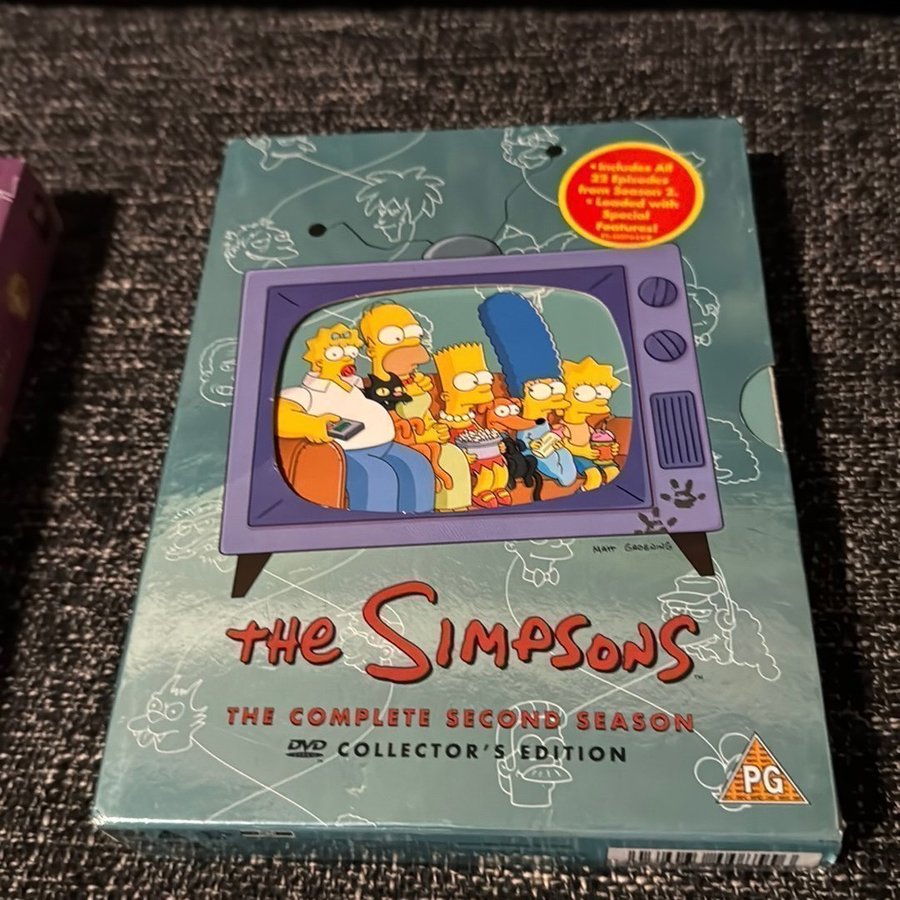 • Includes All
22 Episodes
from Season 2.
• Loaded with
Special
Features!
MATT GROENING
THE SIMPSONS
TM
THE COMPLETE SECOND SEASON
DVD COLLECTOR'S EDITION
PG